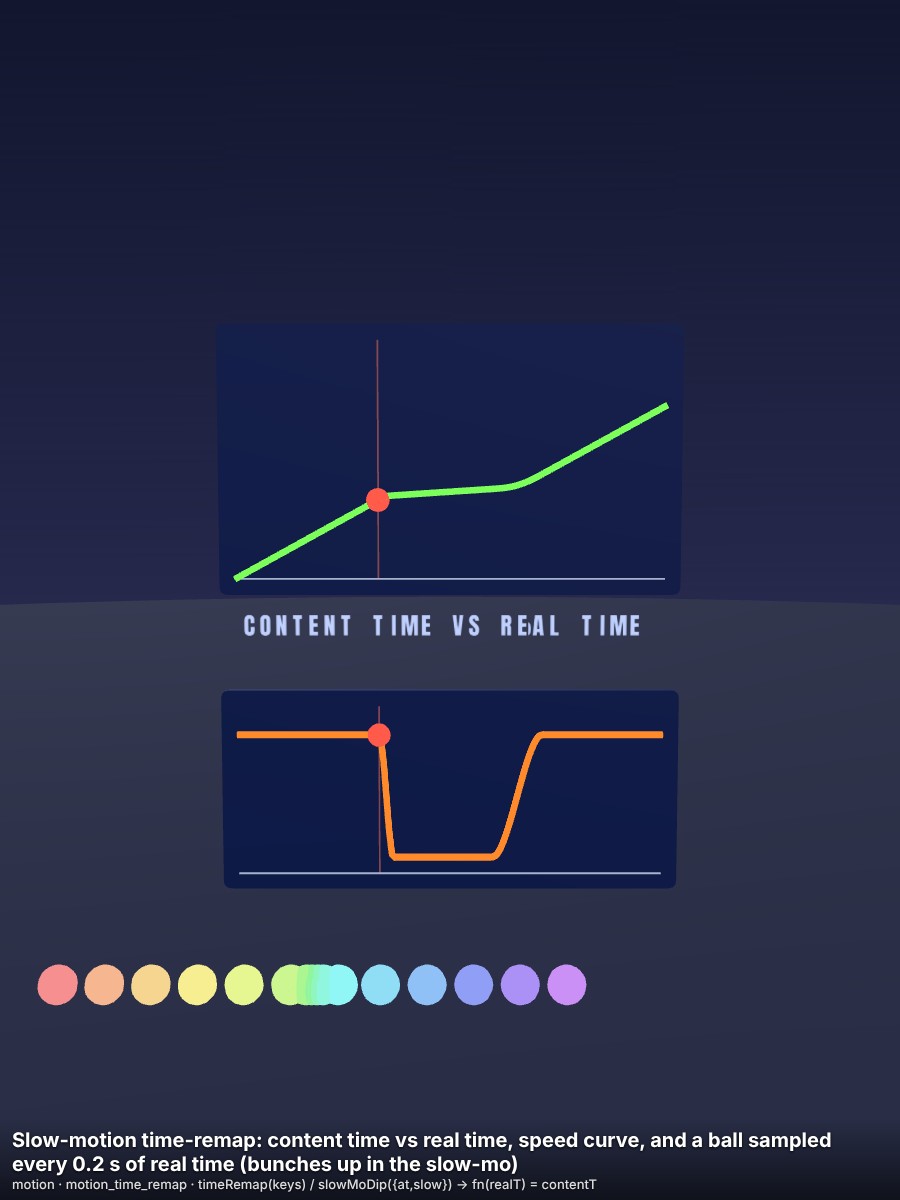 CONTENT TIME VS REAL TIME
Slow-motion time-remap: content time vs real time, speed curve, and a ball sampled
every 0.2 s of real time (bunches up in the slow-mo)
motion · motion_time_remap · timeRemap(keys) / slowMoDip({at,slow}) → fn(realT) = contentT